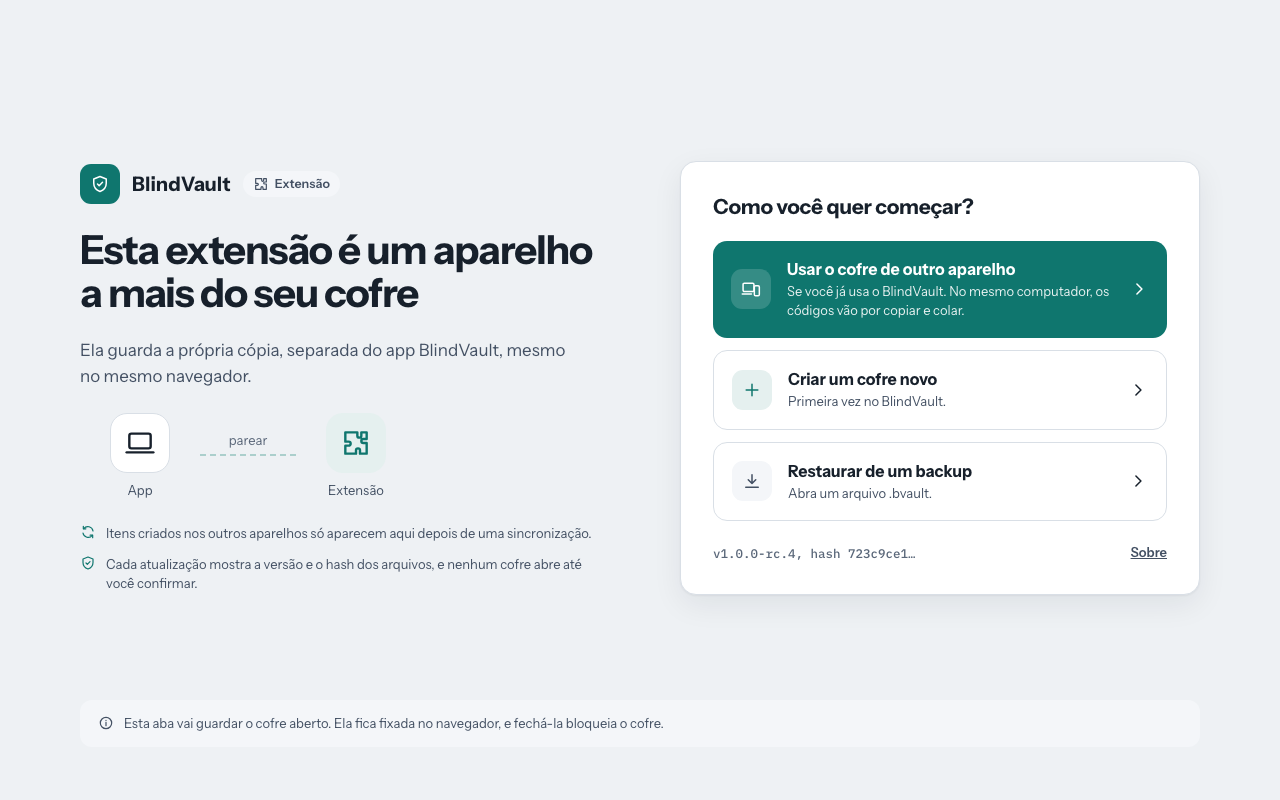 BlindVault
Extensão
Esta extensão é um aparelho
a mais do seu cofre
Ela guarda a própria cópia, separada do app BlindVault, mesmo
no mesmo navegador.
parear
App
Extensão
Itens criados nos outros aparelhos só aparecem aqui depois de uma sincronização.
Cada atualização mostra a versão e o hash dos arquivos, e nenhum cofre abre até
você confirmar.
Como você quer começar?
Usar o cofre de outro aparelho
Se você já usa o BlindVault. No mesmo computador, os
códigos vão por copiar e colar.
Criar um cofre novo
Primeira vez no BlindVault.
Restaurar de um backup
Abra um arquivo .bvault.
v1.0.0-rc.4, hash 723c9ce1…
Sobre
Esta aba vai guardar o cofre aberto. Ela fica fixada no navegador, e fechá-la bloqueia o cofre.